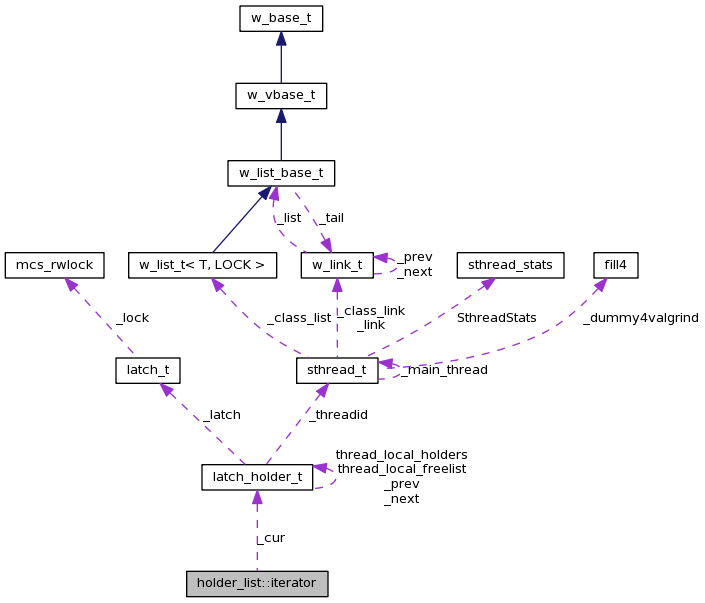 w_base_t
w_vbase_t
w_list_base_t
_list
_tail
mcs_rwlock
w_list_t< T, LOCK >
w_link_t
_prev
_next
sthread_stats
fill4
_lock
_class_list
_class_link
_link
SthreadStats
_dummy4valgrind
latch_t
sthread_t
_main_thread
_latch
_threadid
latch_holder_t
thread_local_holders
thread_local_freelist
_prev
_next
_cur
holder_list::iterator